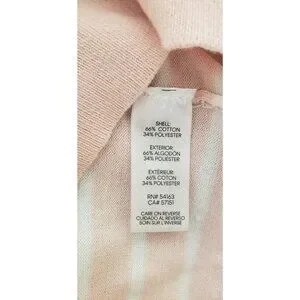 SHELL:
66% COTTON
34% POLYESTER
EXTERIOR:
66% ALGODÓN
34% POLIÉSTER
EXTÉRIEUR:
66% COTON
34% POLYESTER
RN# 54163
CA# 57151
CARE ON REVERSE
CUIDADO AL REVERSO
SOIN SUR L'INVERSO